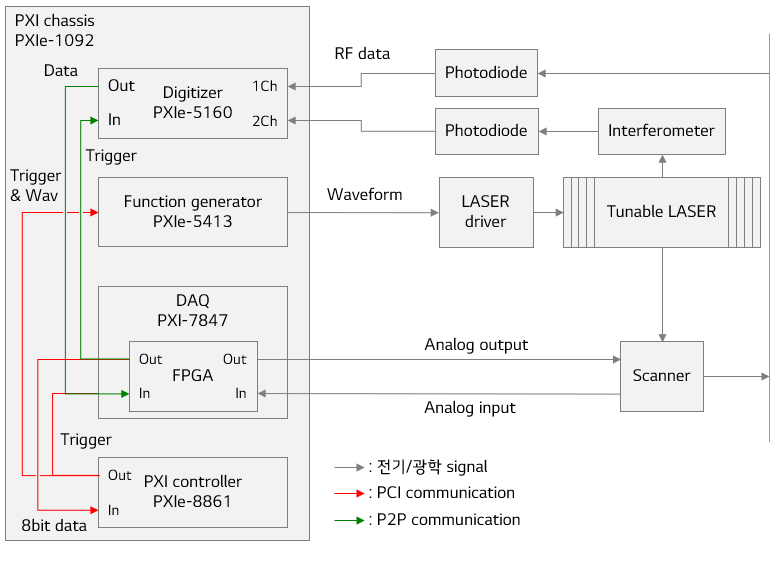 PXI chassis
PXIe-1092
Data
Out
Digitizer
PXIe-5160
1Ch
In
2Ch
RF data
Photodiode
Photodiode
Interferometer
Trigger
Trigger
& Wav
Function generator
PXIe-5413
Waveform
LASER
driver
Tunable LASER
DAQ
PXI-7847
Out
Out
FPGA
In
In
Analog output
Analog input
Scanner
Trigger
Out
PXI controller
PXIe-8861
In
8bit data
: 전기/광학 signal
: PCI communication
: P2P communication